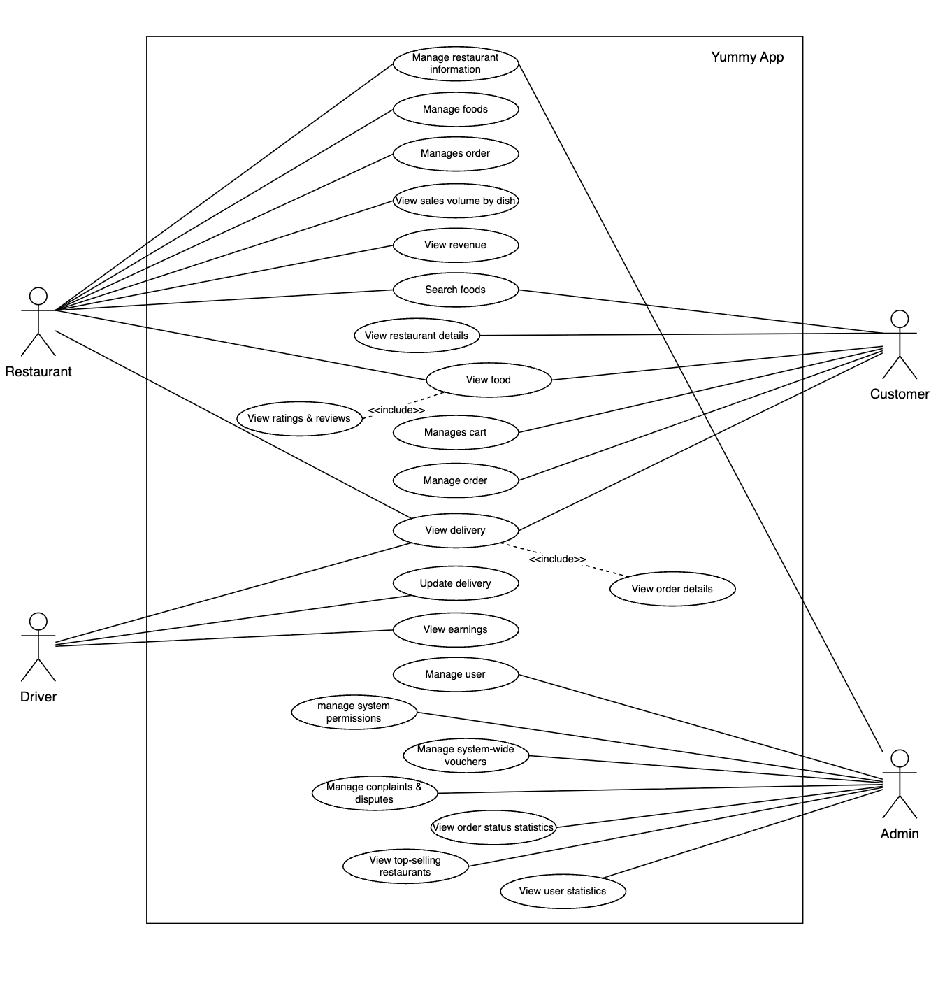 Yummy App
Manage restaurant
information
Manage foods
Manages order
View sales volume by dish
View revenue
Search foods
View restaurant details
Restaurant
View food
Customer
<<include>>
View ratings & reviews
Manages cart
Manage order
View delivery
<<include>>
Update delivery
View order details
View earnings
Manage user
Driver
manage system
permissions
Manage system-wide
vouchers
Manage conplaints &
disputes
View order status statistics
Admin
View top-selling
restaurants
View user statistics